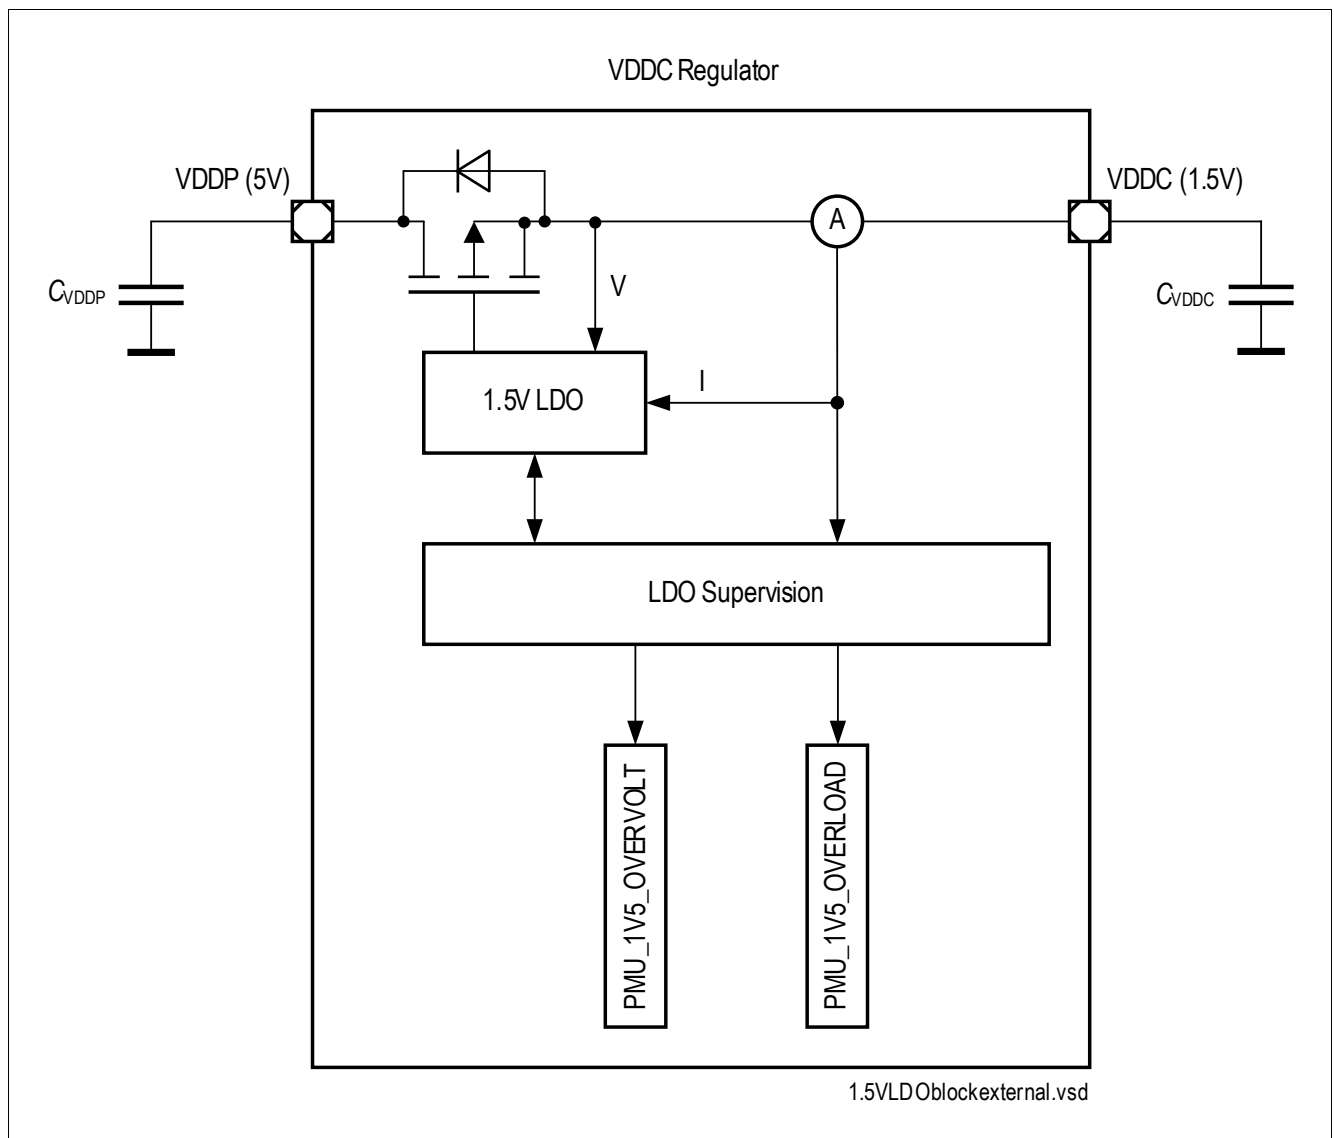 VDDC Regulator
VDDP (5V)
VDDC (1.5V)
A
CVDDP
V
CVDDC
I
1.5V LDO
LDO Supervision
PMU_1V5_OVERVOLT
PMU_1V5_OVERLOAD
1.5VLDOblockexternal.vsd